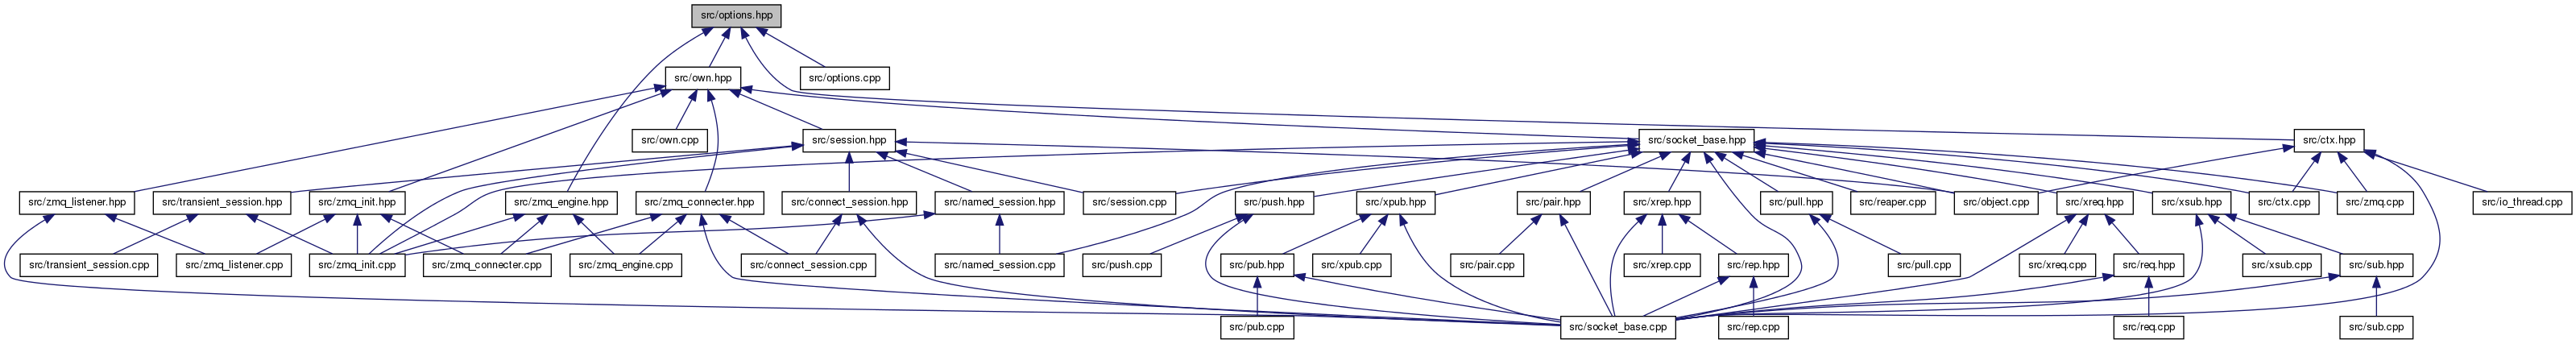 src/options.hpp
src/own.hpp
src/options.cpp
src/own.cpp
src/session.hpp
src/socket_base.hpp
src/ctx.hpp
src/zmq_listener.hpp
src/transient_session.hpp
src/zmq_init.hpp
src/zmq_engine.hpp
src/zmq_connecter.hpp
src/connect_session.hpp
src/named_session.hpp
src/session.cpp
src/push.hpp
src/xpub.hpp
src/pair.hpp
src/xrep.hpp
src/pull.hpp
src/reaper.cpp
src/object.cpp
src/xreq.hpp
src/xsub.hpp
src/ctx.cpp
src/zmq.cpp
src/io_thread.cpp
src/transient_session.cpp
src/zmq_listener.cpp
src/zmq_init.cpp
src/zmq_connecter.cpp
src/zmq_engine.cpp
src/connect_session.cpp
src/named_session.cpp
src/push.cpp
src/pub.hpp
src/xpub.cpp
src/pair.cpp
src/xrep.cpp
src/rep.hpp
src/pull.cpp
src/xreq.cpp
src/req.hpp
src/xsub.cpp
src/sub.hpp
src/pub.cpp
src/socket_base.cpp
src/rep.cpp
src/req.cpp
src/sub.cpp